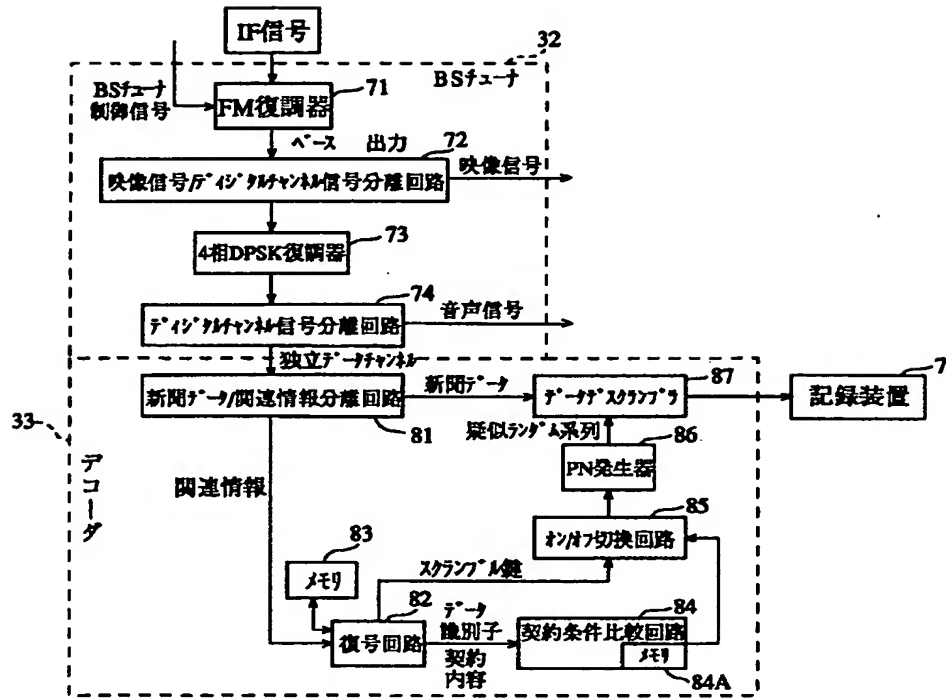 IF信号
32
BSチューナ
BSチューナ
制御信号
71
FM復調器
ベース 出力
72
映像信号/ディジタルチャンネル信号分離回路
映像信号
73
4相DPSK復調器
74
ディジタルチャンネル信号分離回路
音声信号
独立データチャンネル
33
デコーダ
新聞データ/関連情報分離回路
81
新聞データ
87
データデスクランブラ
7
記録装置
疑似ランダム系列
86
PN発生器
関連情報
85
オン/オフ切換回路
83
メモリ
スクランブル鍵
82
復号回路
データ
識別子
契約
内容
84
契約条件比較回路
メモリ
84A